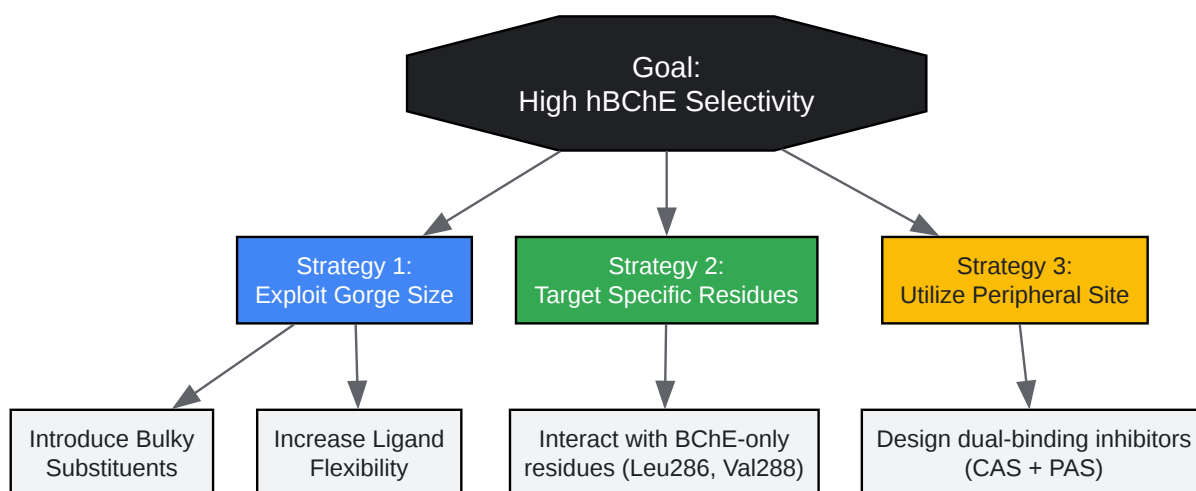 Goal:
High hBChE Selectivity
Strategy 1:
Exploit Gorge Size
Strategy 2:
Target Specific Residues
Strategy 3:
Utilize Peripheral Site
Introduce Bulky
Substituents
Increase Ligand
Flexibility
Interact with BChE-only
residues (Leu286, Val288)
Design dual-binding inhibitors
(CAS + PAS)